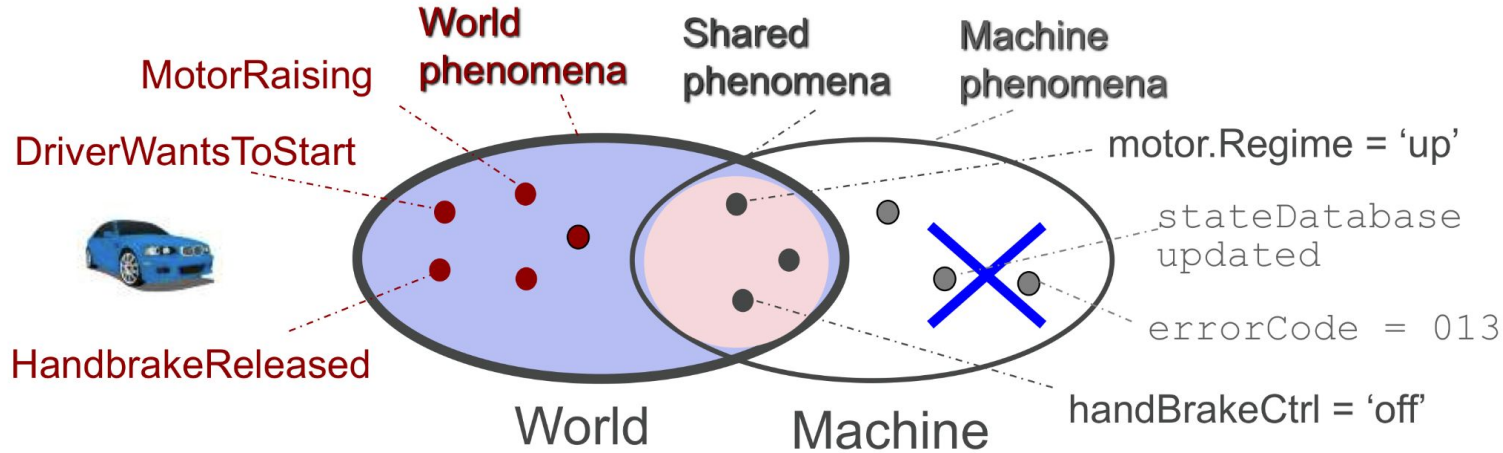 World
phenomena
Shared
phenomena
Machine
phenomena
MotorRaising
DriverWantsToStart
motor.Regime = ‘up’
stateDatabase
updated
errorCode = 013
HandbrakeReleased
handBrakeCtrl = ‘off’
World
Machine